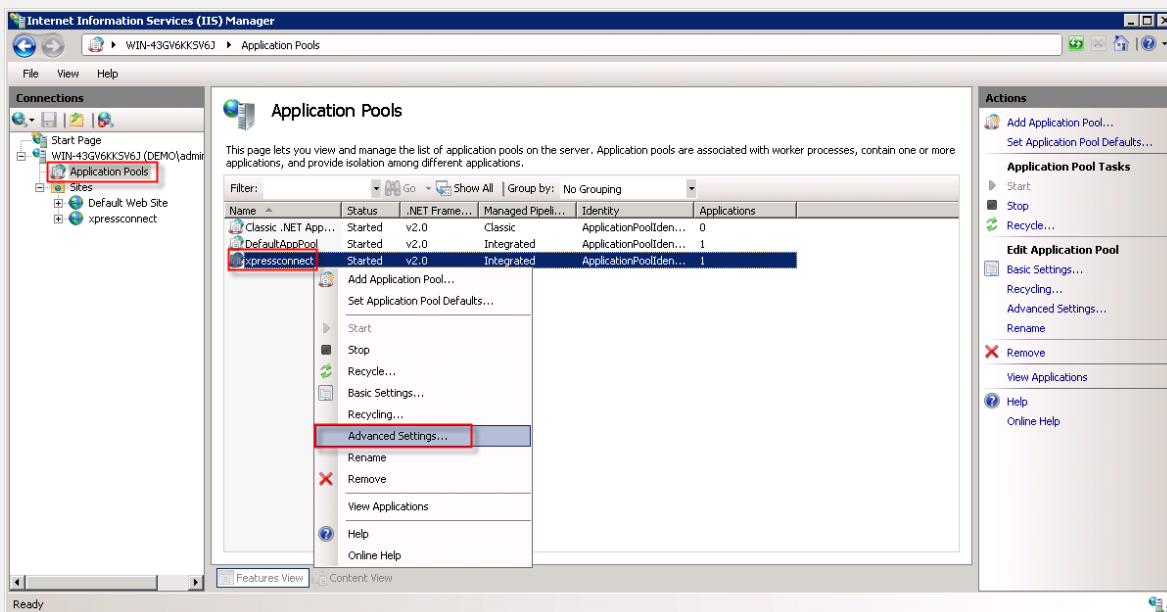 Internet Information Services (IIS) Manager
WIN-43GV6KKSV6J Application Pools
File View Help
Connections
Start Page
WIN-43GV6KKSV6J (DEMO\admir
Application Pools
Sites
Default Web Site
xpressconnect
Application Pools
This page lets you view and manage the list of application pools on the server. Application pools are associated with worker processes, contain one or more
applications, and provide isolation among different applications.
Filter: Go Show All Group by: No Grouping
Name Status .NET Frame... Managed Pipeli... Identity Applications
Classic .NET App... Started v2.0 Classic ApplicationPoolIden... 0
DefaultAppPool Started v2.0 Integrated ApplicationPoolIden... 1
xpressconnect Started v2.0 Integrated ApplicationPoolIden... 1
Add Application Pool...
Set Application Pool Defaults...
Start
Stop
Recycle...
Basic Settings...
Recycling...
Advanced Settings...
Rename
Remove
View Applications
Help
Online Help
Features View Content View
Actions
Add Application Pool...
Set Application Pool Defaults...
Application Pool Tasks
Start
Stop
Recycle...
Edit Application Pool
Basic Settings...
Recycling...
Advanced Settings...
Rename
Remove
View Applications
Help
Online Help
Ready